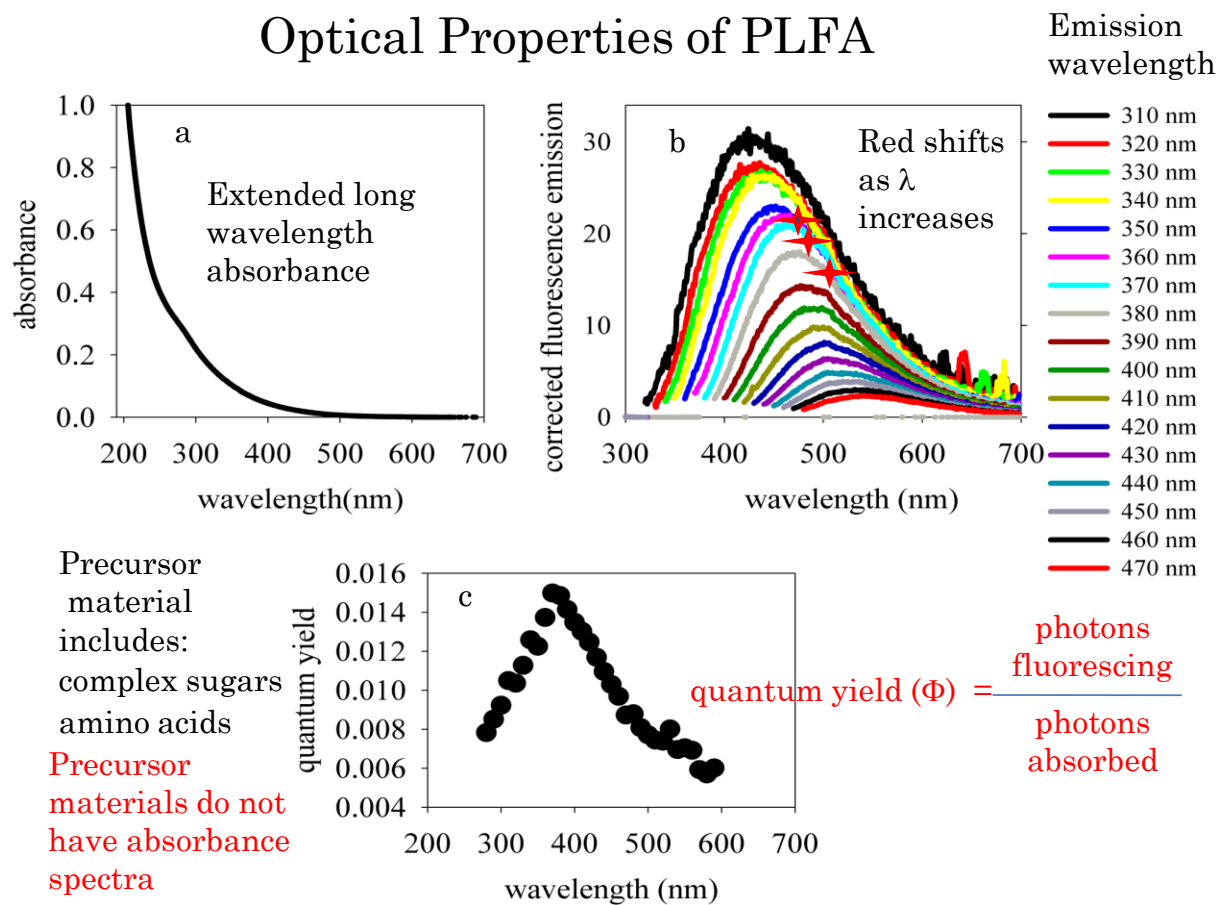 Optical Properties of PLFA
1.0
0.8
0.6
0.4
0.2
0.0
absorbance
a
Extended long
wavelength
absorbance
200 300 400 500 600 700
wavelength(nm)
30
20
10
0
corrected fluorescence emission
b
Red shifts
as λ
increases
300 400 500 600 700
wavelength (nm)
Emission
wavelength
310 nm
320 nm
330 nm
340 nm
350 nm
360 nm
370 nm
380 nm
390 nm
400 nm
410 nm
420 nm
430 nm
440 nm
450 nm
460 nm
470 nm
Precursor
material
includes:
complex sugars
amino acids
Precursor
materials do not
have absorbance
spectra
0.016
0.014
0.012
0.010
0.008
0.006
0.004
quantum yield
c
200 300 400 500 600 700
wavelength (nm)
quantum yield (Φ) =
photons
fluorescing
photons
absorbed